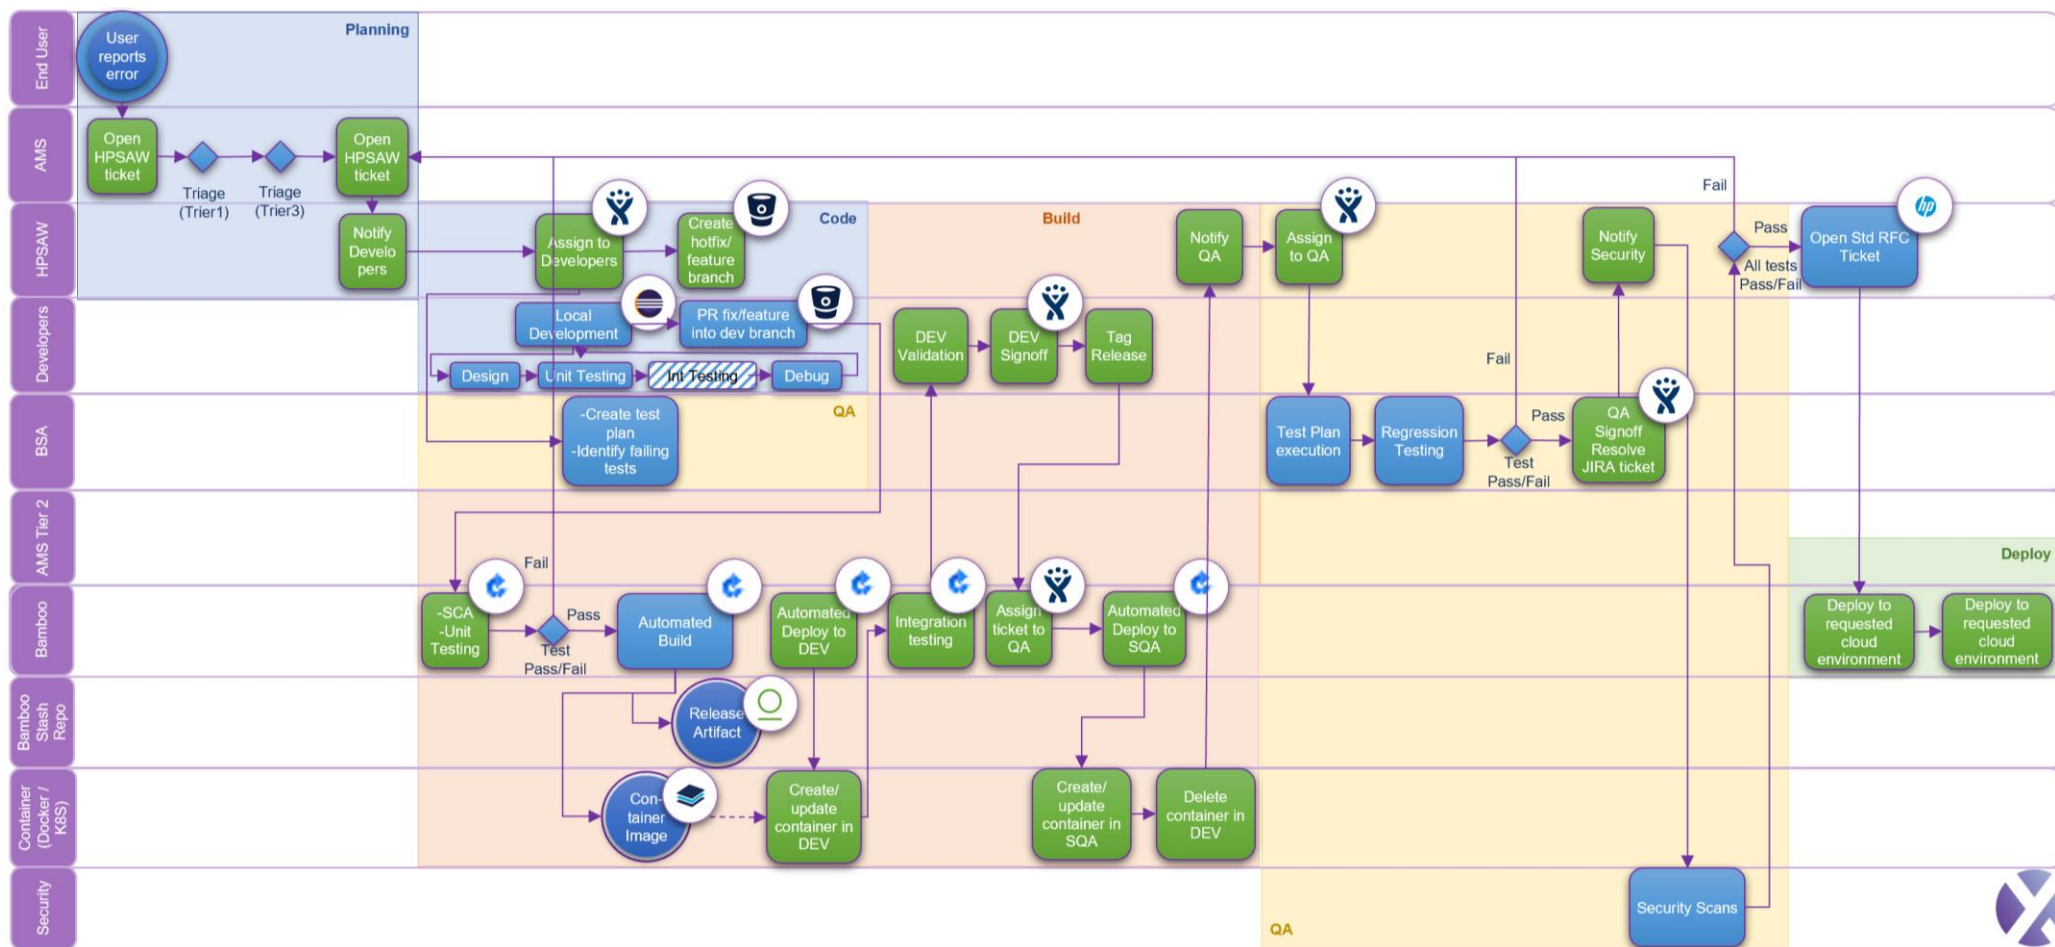 End User
User
reports
error
Planning
AMS
Open
HPSAW
ticket
Triage
(Trier1)
Triage
(Trier3)
Open
HPSAW
ticket
Fail
HPSAW
Notify
Develo
pers
Assign to
Developers
Create
hotfix/
feature
branch
Code
Build
Notify
QA
Assign
to QA
Notify
Security
Pass
All tests
Pass/Fail
Open Std RFC
Ticket
hp
Developers
Local
Development
PR fix/feature
into dev branch
Design
Unit Testing
Int Testing
Debug
DEV
Validation
DEV
Signoff
Tag
Release
Fail
BSA
-Create test
plan
-Identify failing
tests
QA
Test Plan
execution
Regression
Testing
Pass
Test
Pass/Fail
QA
Signoff
Resolve
JIRA ticket
AMS Tier 2
Fail
Deploy
Bamboo
-SCA
-Unit
Testing
Pass
Test
Pass/Fail
Automated
Build
Automated
Deploy to
DEV
Integration
testing
Assign
ticket to
QA
Automated
Deploy to
SQA
Deploy to
requested
cloud
environment
Deploy to
requested
cloud
environment
Bamboo
Stash
Repo
Release
Artifact
Container
(Docker /
K8S)
Con-
tainer
Image
Create/
update
container in
DEV
Create/
update
container in
SQA
Delete
container in
DEV
Security
Security Scans
QA